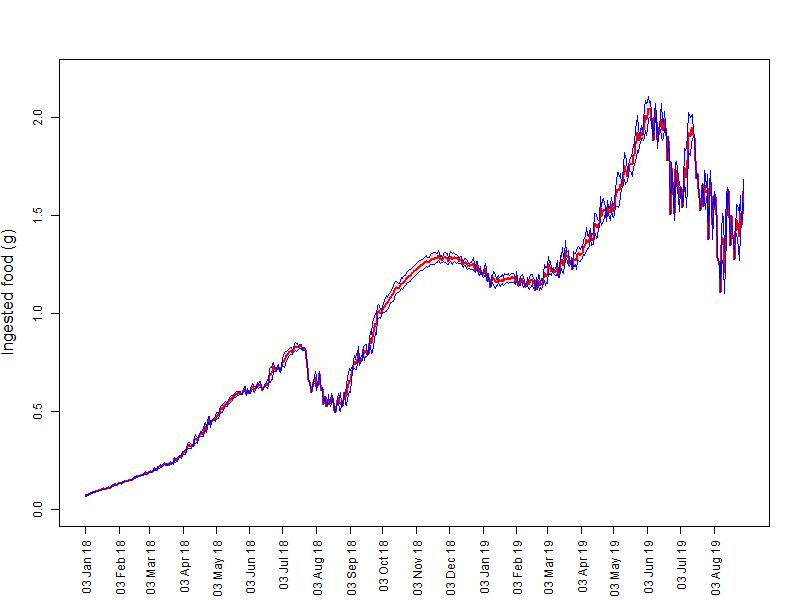 Ingested food (g)
2.0
1.5
1.0
0.5
0.0
03 Jan 18
03 Feb 18
03 Mar 18
03 Apr 18
03 May 18
03 Jun 18
03 Jul 18
03 Aug 18
03 Sep 18
03 Oct 18
03 Nov 18
03 Dec 18
03 Jan 19
03 Feb 19
03 Mar 19
03 Apr 19
03 May 19
03 Jun 19
03 Jul 19
03 Aug 19